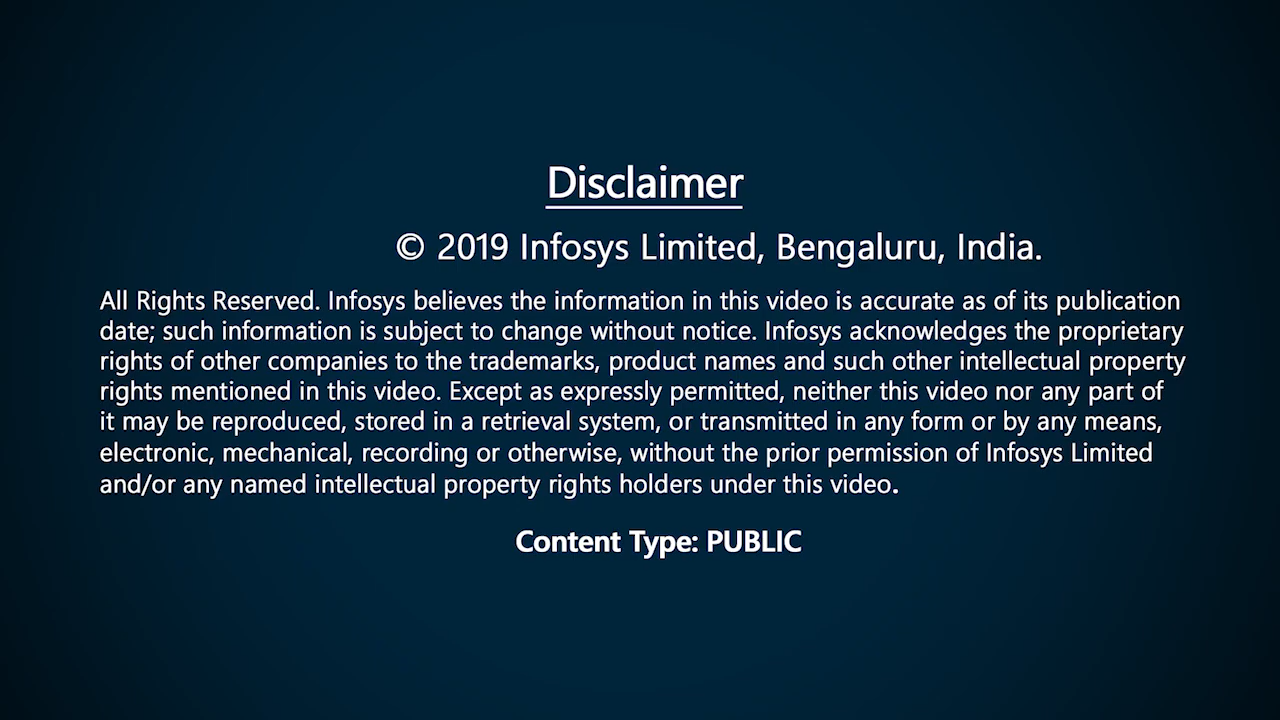 Disclaimer
© 2019 Infosys Limited, Bengaluru, India.
All Rights Reserved. Infosys believes the information in this video is accurate as of its publication
date; such information is subject to change without notice. Infosys acknowledges the proprietary
rights of other companies to the trademarks, product names and such other intellectual property
rights mentioned in this video. Except as expressly permitted, neither this video nor any part of
it may be reproduced, stored in a retrieval system, or transmitted in any form or by any means,
electronic, mechanical, recording or otherwise, without the prior permission of Infosys Limited
and/or any named intellectual property rights holders under this video.
Content Type: PUBLIC